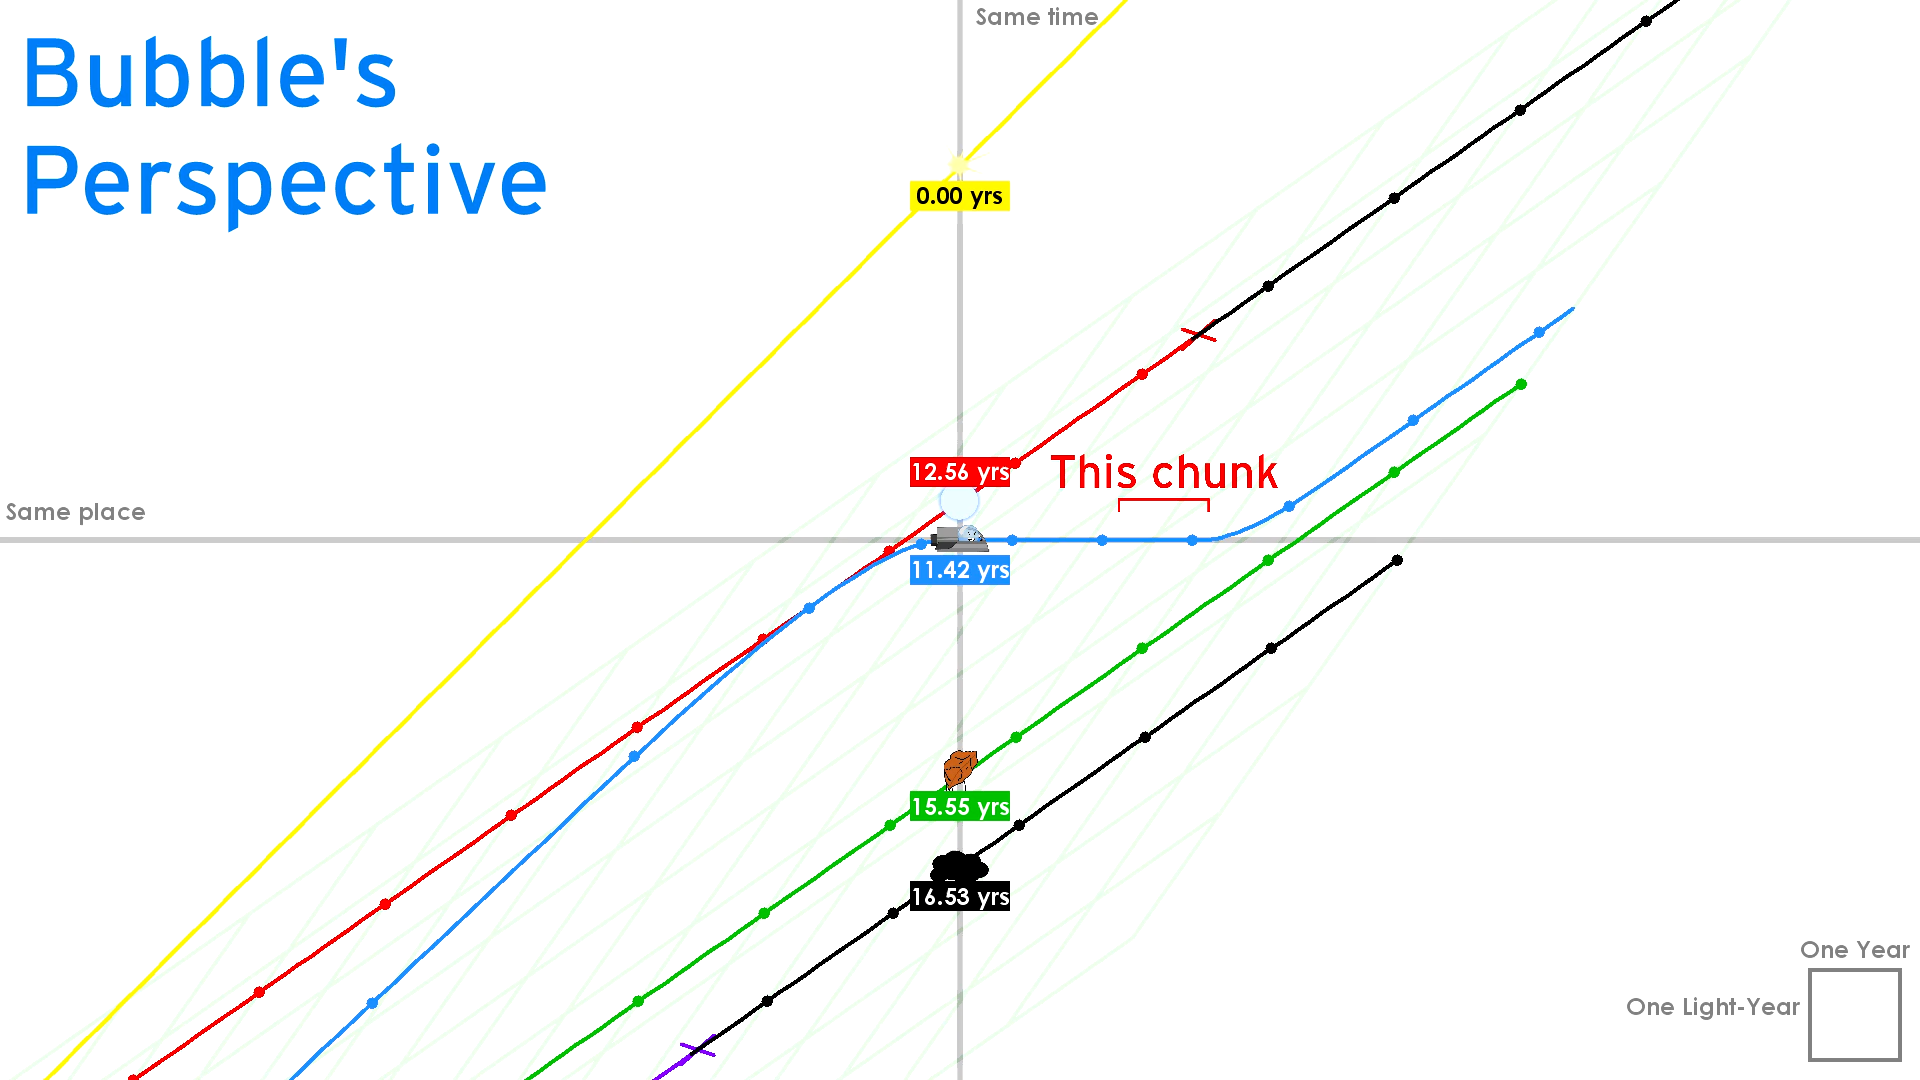 Bubble's
Perspective
Same time
0.00 yrs
12.56 yrs
This chunk
Same place
11.42 yrs
15.55 yrs
16.53 yrs
One Year
One Light-Year